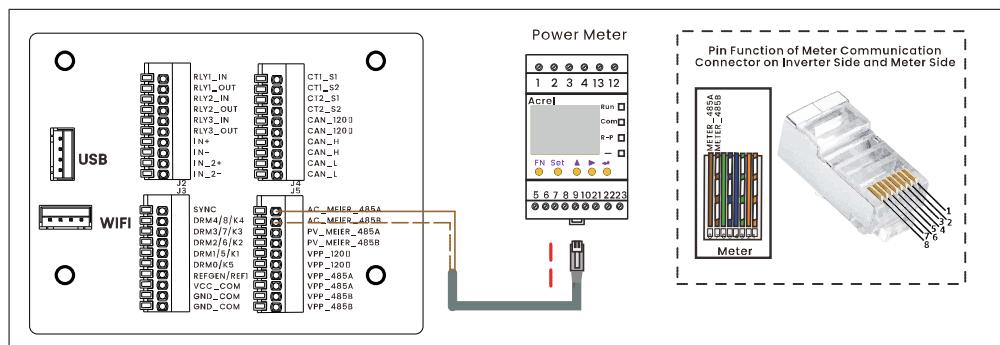 Power Meter
Pin Function of Meter Communication
Connector on Inverter Side and Meter Side
USB
WIFI
RLY1_IN
RLY1_OUT
RLY2_IN
RLY2_OUT
RLY3_IN
RLY3_OUT
IN+
IN-
IN_2+
IN_2-
J2
CT1_S1
CT1_S2
CT2_S1
CT2_S2
CAN_120▯
CAN_120▯
CAN_H
CAN_H
CAN_L
CAN_L
J4
J3
SYNC
DRM4/8/K4
DRM3/7/K3
DRM2/6/K2
DRM1/5/K1
DRM0/K5
REFGEN/REF1
VCC_COM
GND_COM
GND_COM
J5
AC_MEIER_485A
AC_MEIER_485B
PV_MEIER_485A
PV_MEIER_485B
VPP_120▯
VPP_120▯
VPP_485A
VPP_485A
VPP_485B
VPP_485B
1 2 3 4 13 12
Acrel
Run
Com
R-P
FN Set ▲ ▶ ↵
5 6 7 8 9 10 21 22 23
METER_485A
METER_485B
Meter
1
2
3
4
5
6
7
8